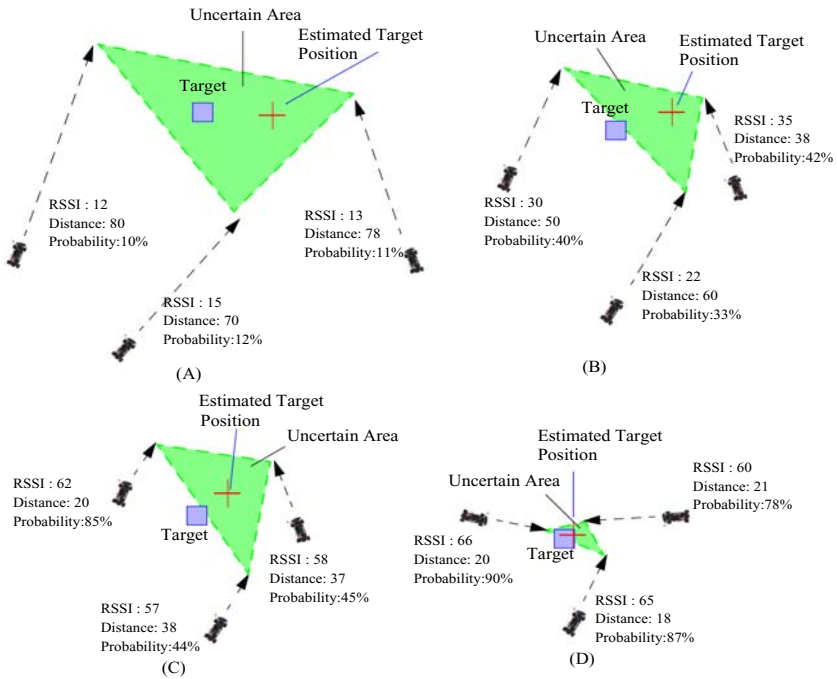 Uncertain Area
Estimated Target
Position
Target
RSSI : 12
Distance: 80
Probability:10%
RSSI : 13
Distance: 78
Probability:11%
RSSI : 15
Distance: 70
Probability:12%
(A)
Uncertain Area
Estimated Target
Position
Target
RSSI : 35
Distance: 38
Probability:42%
RSSI : 30
Distance: 50
Probability:40%
RSSI : 22
Distance: 60
Probability:33%
(B)
Estimated Target
Position
Uncertain Area
RSSI : 62
Distance: 20
Probability:85%
Target
RSSI : 58
Distance: 37
Probability:45%
RSSI : 57
Distance: 38
Probability:44%
(C)
Estimated Target
Position
Uncertain Area
RSSI : 60
Distance: 21
Probability:78%
Target
RSSI : 66
Distance: 20
Probability:90%
RSSI : 65
Distance: 18
Probability:87%
(D)